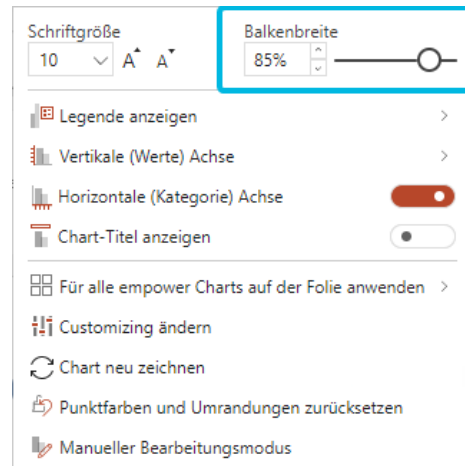 Schriftgröße Balkenbreite
10 A A 85%
Legende anzeigen
Vertikale (Werte) Achse
Horizontale (Kategorie) Achse
Chart-Titel anzeigen
Für alle empower Charts auf der Folie anwenden
Customizing ändern
Chart neu zeichnen
Punktfarben und Umrandungen zurücksetzen
Manueller Bearbeitungsmodus